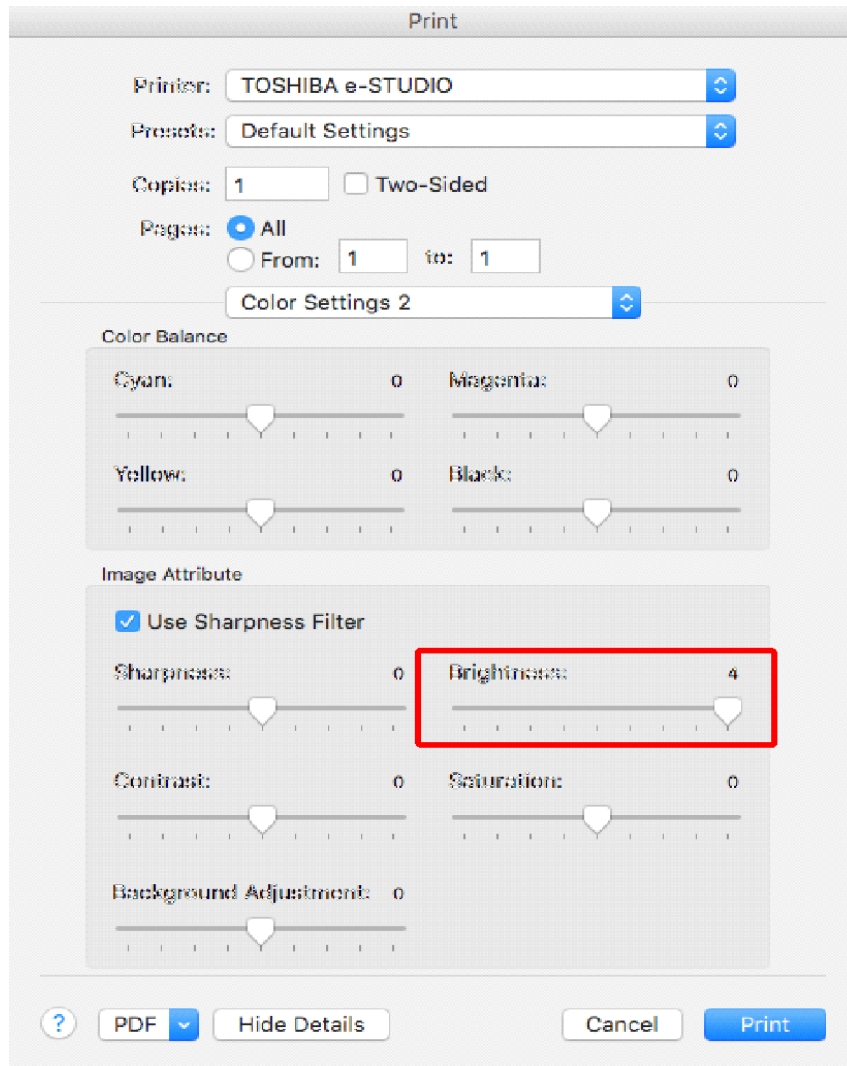 Print
Printer: TOSHIBA e-STUDIO
Presets: Default Settings
Copies: 1 Two-Sided
Pages: All
From: 1 to: 1
Color Settings 2
Color Balance
Cyan: 0 Magenta: 0
Yellow: 0 Black: 0
Image Attribute
Use Sharpness Filter
Sharpness: 0 Brightness: 4
Contrast: 0 Saturation: 0
Background Adjustment: 0
? PDF Hide Details Cancel Print